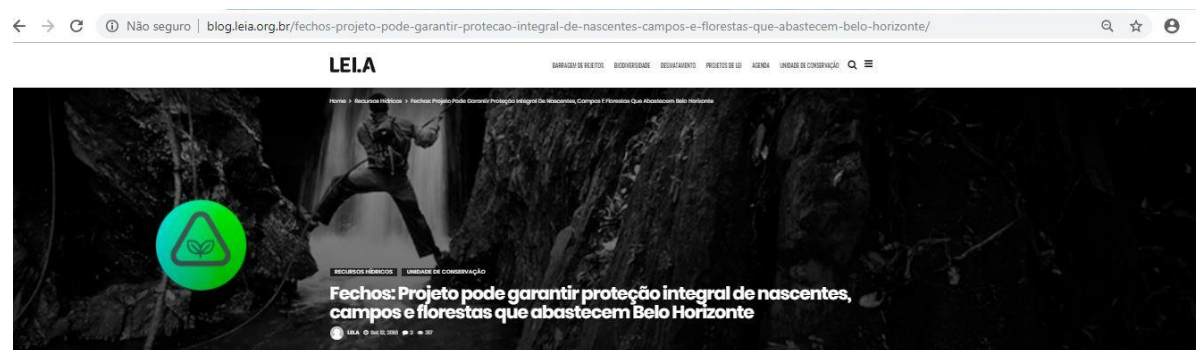 Não seguro | blog.leia.org.br/fechos-projeto-pode-garantir-protecao-integral-de-nascentes-campos-e-florestas-que-abastecem-belo-horizonte/
LEI.A
BARRAGEM DE REJEITOS BIODIVERSIDADE DESMATAMENTO PROJETOS DE LEI AGENDA UNIDADE DE CONSERVAÇÃO
Home > Recursos Hídricos > Fechos: Projeto Pode Garantir Proteção Integral De Nascentes, Campos E Florestas Que Abastecem Belo Horizonte
RECURSOS HÍDRICOS UNIDADE DE CONSERVAÇÃO
Fechos: Projeto pode garantir proteção integral de nascentes,
campos e florestas que abastecem Belo Horizonte
LEI.A